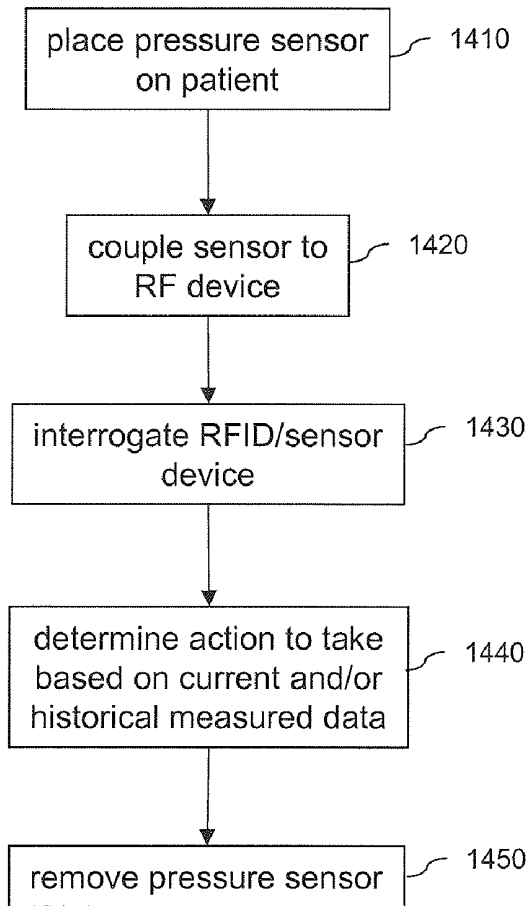 place pressure sensor
on patient
1410
couple sensor to
RF device
1420
interrogate RFID/sensor
device
1430
determine action to take
based on current and/or
historical measured data
1440
remove pressure sensor
1450